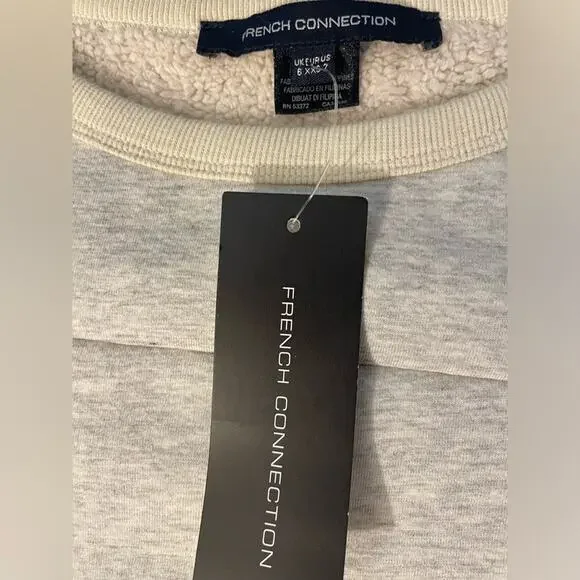 FRENCH CONNECTION
UK EUR US
6 XXS 2
FABRICADO EN FILIPINAS
DIBUAT DI FILIPINA
RN 53372
FRENCH CONNECTION